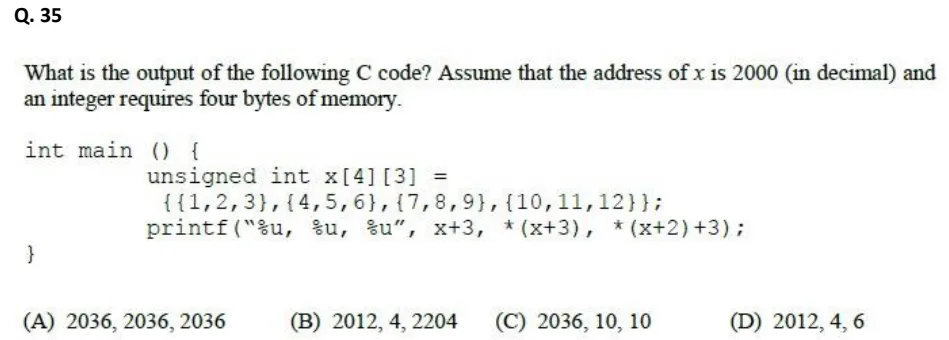 Q. 35
What is the output of the following C code? Assume that the address of x is 2000 (in decimal) and
an integer requires four bytes of memory.
int main () {
unsigned int x[4][3] =
{{1,2,3},{4,5,6},{7,8,9},{10,11,12}};
printf(“%u, %u, %u”, x+3, *(x+3), *(x+2)+3);
}
(A) 2036, 2036, 2036 (B) 2012, 4, 2204 (C) 2036, 10, 10 (D) 2012, 4, 6